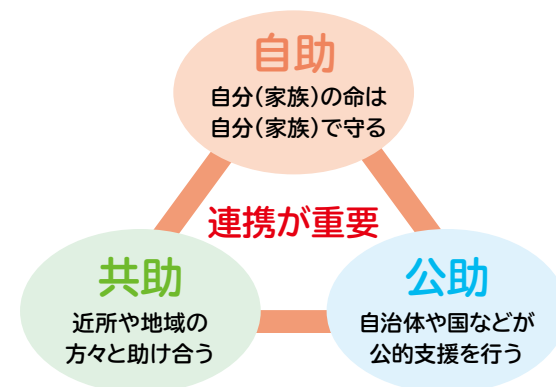 自助
自分(家族)の命は
自分(家族)で守る
連携が重要
共助
近所や地域の
方々と助け合う
公助
自治体や国などが
公的支援を行う